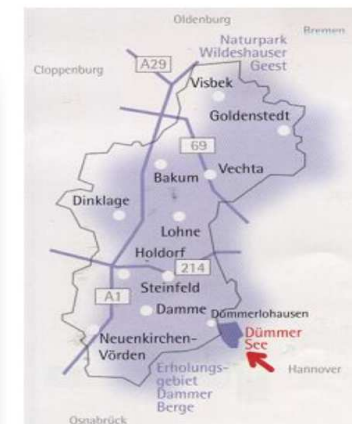 Oldenburg
Bremen
Naturpark
Wildeshauser
Geest
A29
Cloppenburg
Visbek
Goldenstedt
69
Bakum
Vechta
Dinklage
Lohne
Holdorf
214
Steinfeld
A1
Damme
Dümmerlohausen
Neuenkirchen-
Vörden
Dümmer
See
Erholungs-
gebiet
Dammer
Berge
Hannover
Osnabrück